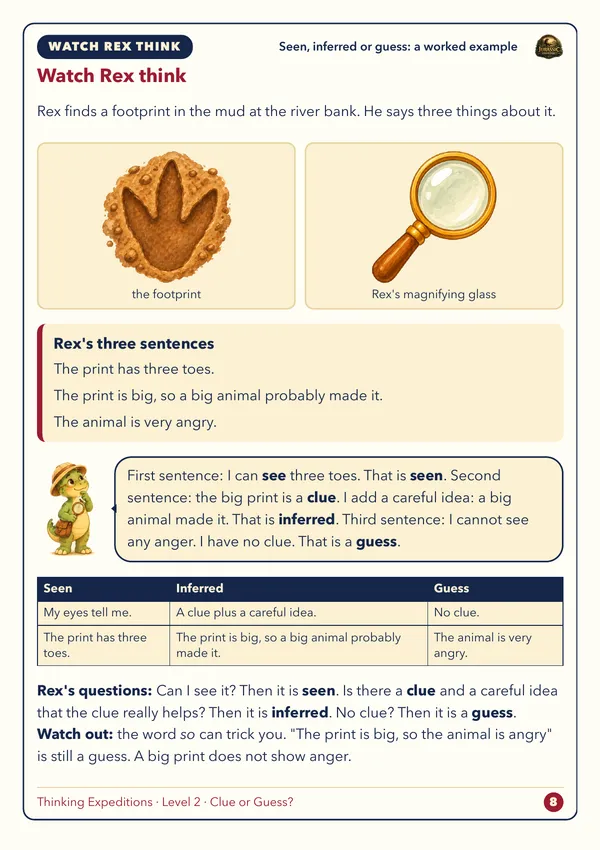 WATCH REX THINK
Seen, inferred or guess: a worked example
JURASSIC
Watch Rex think
Rex finds a footprint in the mud at the river bank. He says three things about it.
the footprint
Rex's magnifying glass
Rex's three sentences
The print has three toes.
The print is big, so a big animal probably made it.
The animal is very angry.
First sentence: I can see three toes. That is seen. Second
sentence: the big print is a clue. I add a careful idea: a big
animal made it. That is inferred. Third sentence: I cannot see
any anger. I have no clue. That is a guess.
Seen Inferred Guess
My eyes tell me. A clue plus a careful idea. No clue.
The print has three toes. The print is big, so a big animal probably made it. The animal is very angry.
Rex's questions: Can I see it? Then it is seen. Is there a clue and a careful idea
that the clue really helps? Then it is inferred. No clue? Then it is a guess.
Watch out: the word so can trick you. "The print is big, so the animal is angry"
is still a guess. A big print does not show anger.
Thinking Expeditions · Level 2 · Clue or Guess?
8